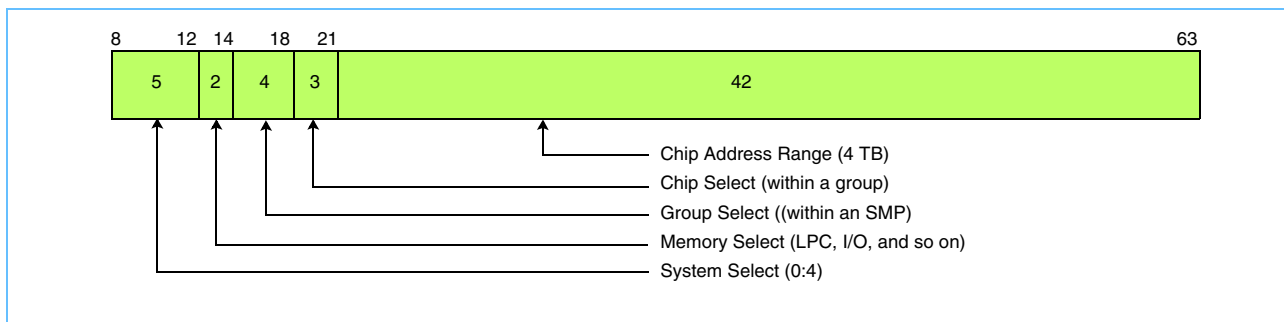 8 12 14 18 21 63
5 2 4 3 42
Chip Address Range (4 TB)
Chip Select (within a group)
Group Select ((within an SMP)
Memory Select (LPC, I/O, and so on)
System Select (0:4)